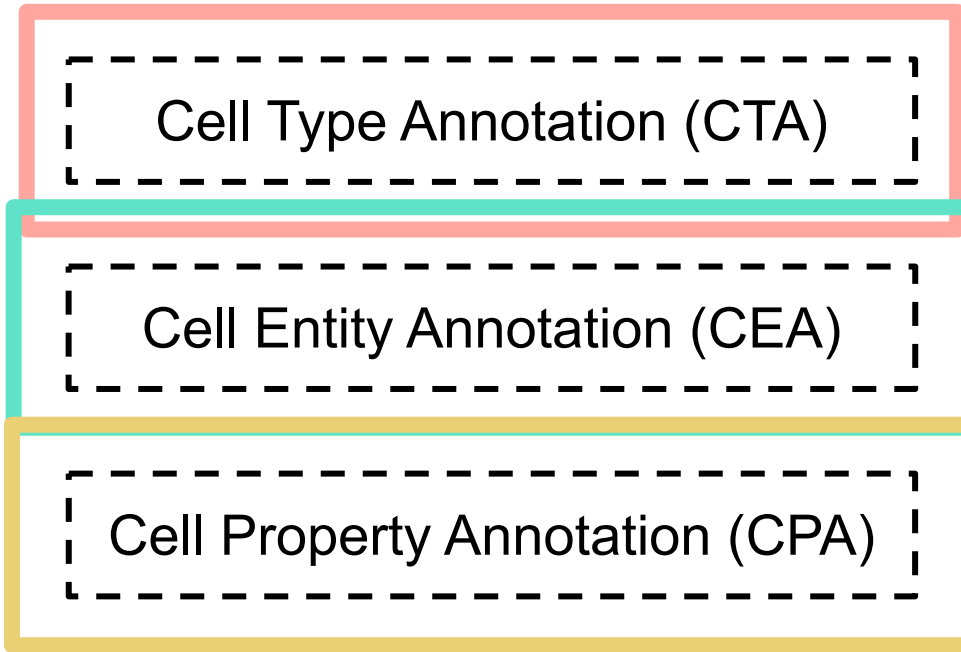 Cell Type Annotation (CTA)
Cell Entity Annotation (CEA)
Cell Property Annotation (CPA)